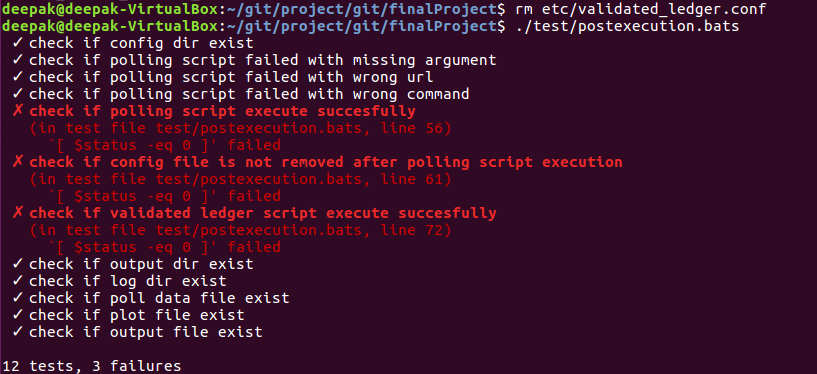 deepak@deepak-VirtualBox:~/git/project/git/finalProject$ rm etc/validated_ledger.conf
deepak@deepak-VirtualBox:~/git/project/git/finalProject$ ./test/postexecution.bats
✓ check if config dir exist
✓ check if polling script failed with missing argument
✓ check if polling script failed with wrong url
✓ check if polling script failed with wrong command
✗ check if polling script execute succesfully
(in test file test/postexecution.bats, line 56)
`[ $status -eq 0 ]' failed
✗ check if config file is not removed after polling script execution
(in test file test/postexecution.bats, line 61)
`[ $status -eq 0 ]' failed
✗ check if validated ledger script execute succesfully
(in test file test/postexecution.bats, line 72)
`[ $status -eq 0 ]' failed
✓ check if output dir exist
✓ check if log dir exist
✓ check if poll data file exist
✓ check if plot file exist
✓ check if output file exist
12 tests, 3 failures